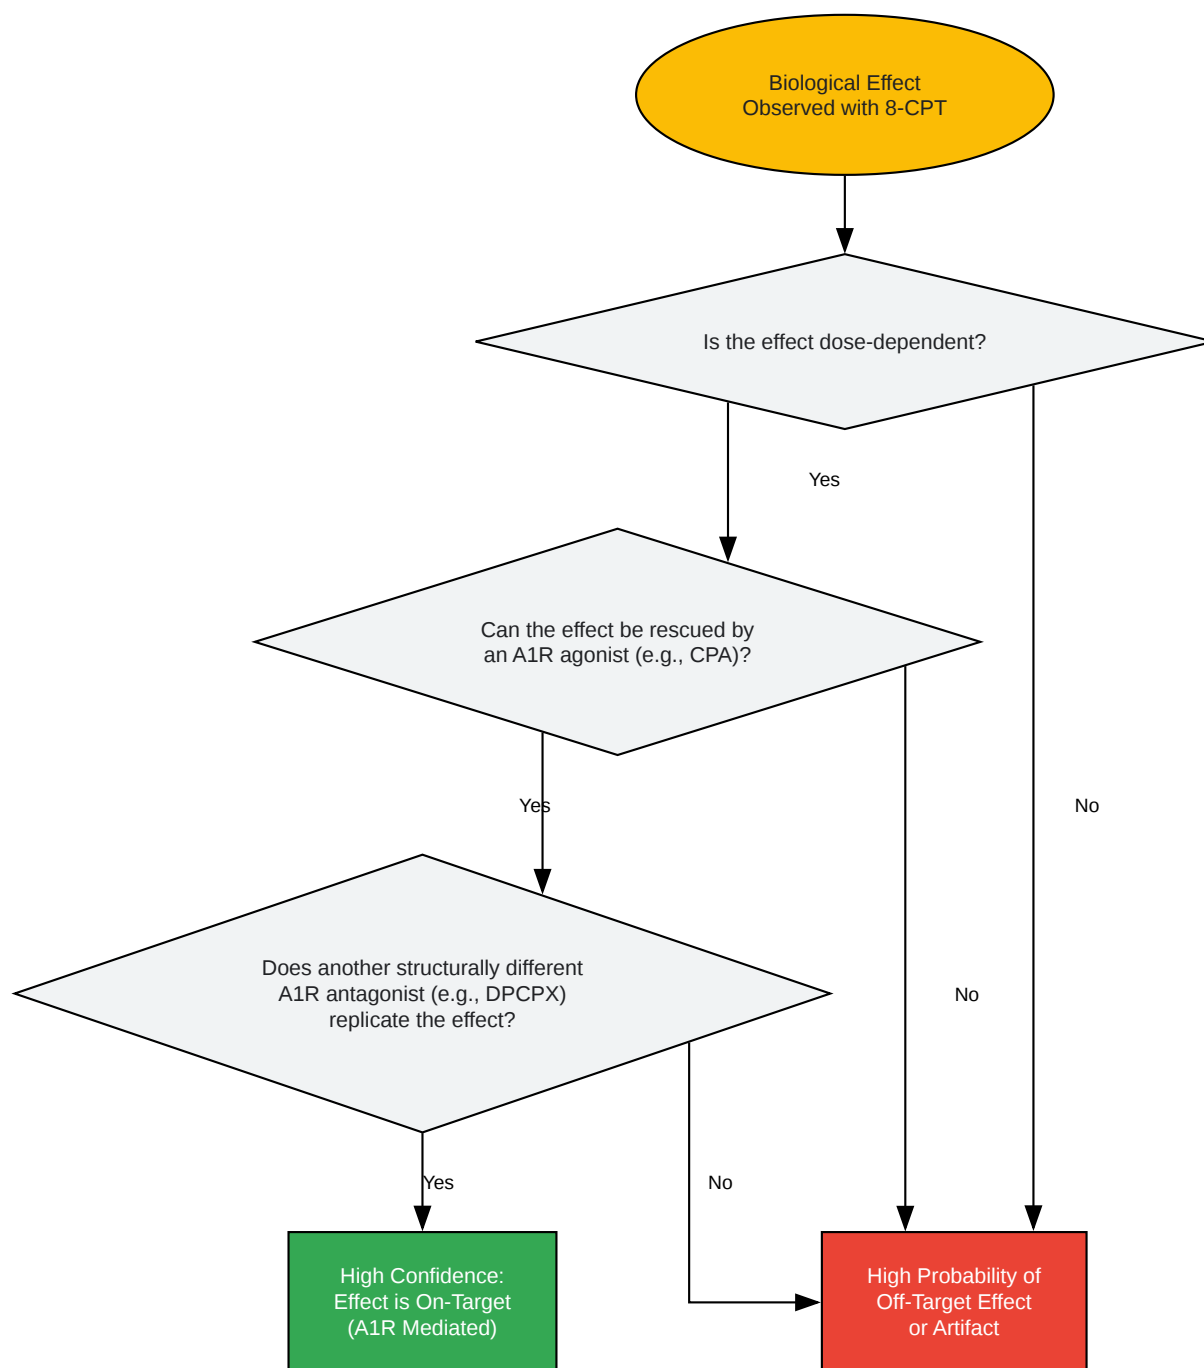 Biological Effect
Observed with 8-CPT
Is the effect dose-dependent?
Yes
Can the effect be rescued by
an A1R agonist (e.g., CPA)?
Yes
No
Does another structurally different
A1R antagonist (e.g., DPCPX)
replicate the effect?
No
Yes
No
High Confidence:
Effect is On-Target
(A1R Mediated)
High Probability of
Off-Target Effect
or Artifact